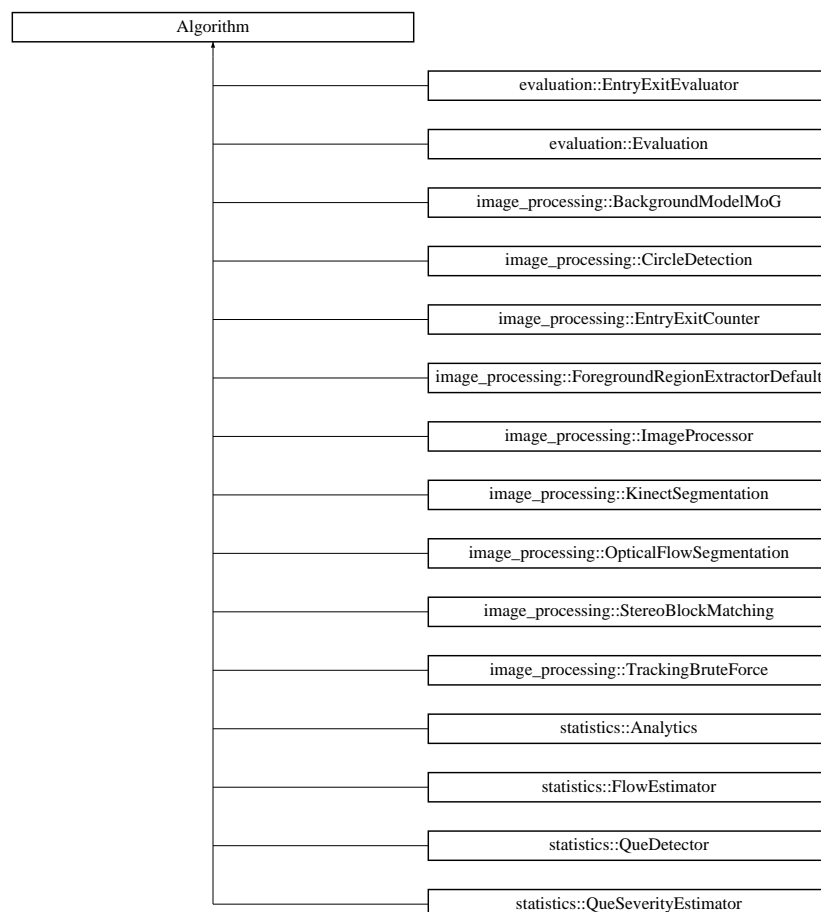 Algorithm
evaluation::EntryExitEvaluator
evaluation::Evaluation
image_processing::BackgroundModelMoG
image_processing::CircleDetection
image_processing::EntryExitCounter
image_processing::ForegroundRegionExtractorDefault
image_processing::ImageProcessor
image_processing::KinectSegmentation
image_processing::OpticalFlowSegmentation
image_processing::StereoBlockMatching
image_processing::TrackingBruteForce
statistics::Analytics
statistics::FlowEstimator
statistics::QueDetector
statistics::QueSeverityEstimator